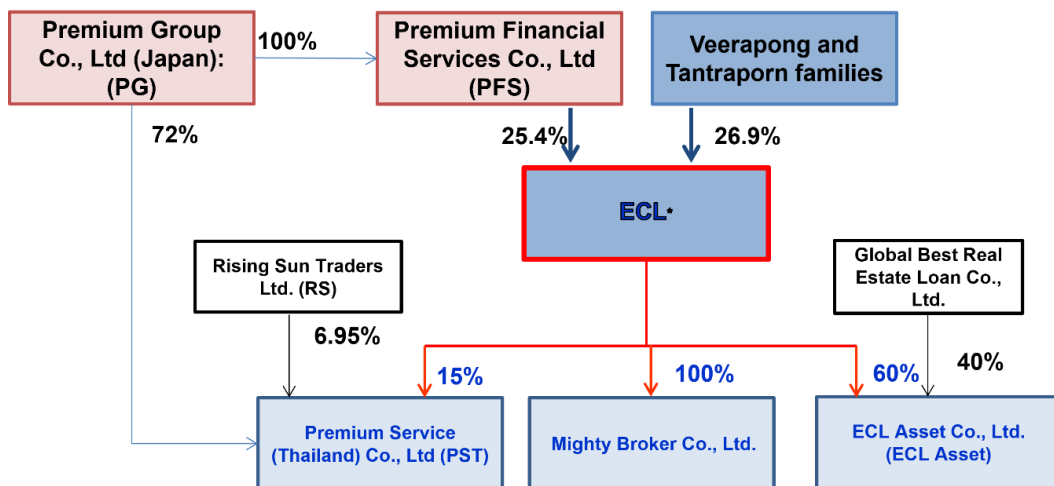 Premium Group
Co., Ltd (Japan):
(PG)
100%
Premium Financial
Services Co., Ltd
(PFS)
Veerapong and
Tantraporn families
72%
25.4%
26.9%
ECL*
Rising Sun Traders
Ltd. (RS)
Global Best Real
Estate Loan Co.,
Ltd.
6.95%
15%
100%
60%
40%
Premium Service
(Thailand) Co., Ltd (PST)
Mighty Broker Co., Ltd.
ECL Asset Co., Ltd.
(ECL Asset)